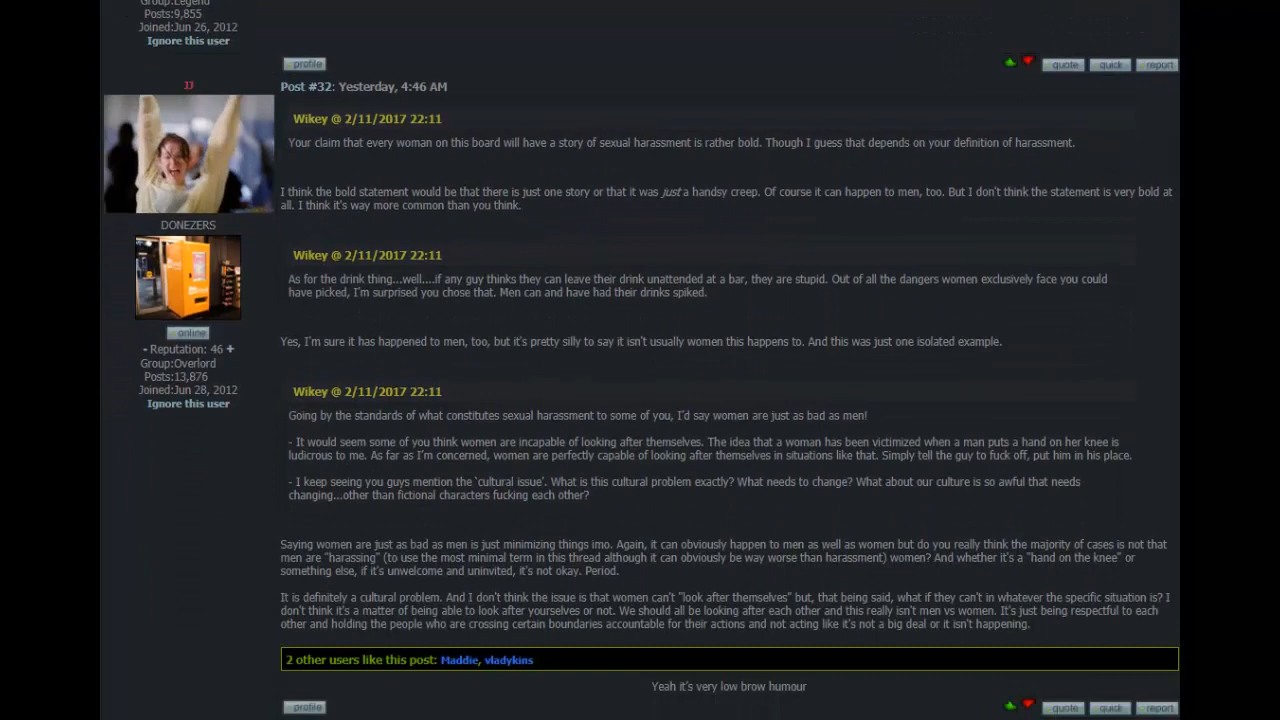 Group:Legend
Posts:9,855
Joined:Jun 26, 2012
Ignore this user
profile
quote quick report
JJ
Post #32: Yesterday, 4:46 AM
Wikey @ 2/11/2017 22:11
Your claim that every woman on this board will have a story of sexual harassment is rather bold. Though I guess that depends on your definition of harassment.
I think the bold statement would be that there is just one story or that it was just a handsy creep. Of course it can happen to men, too. But I don't think the statement is very bold at
all. I think it's way more common than you think.
DONEZERS
Wikey @ 2/11/2017 22:11
As for the drink thing...well....if any guy thinks they can leave their drink unattended at a bar, they are stupid. Out of all the dangers women exclusively face you could
have picked, I'm surprised you chose that. Men can and have had their drinks spiked.
online
Yes, I'm sure it has happened to men, too, but it's pretty silly to say it isn't usually women this happens to. And this was just one isolated example.
- Reputation: 46 +
Group:Overlord
Posts:13,876
Joined:Jun 28, 2012
Ignore this user
Wikey @ 2/11/2017 22:11
Going by the standards of what constitutes sexual harassment to some of you, I'd say women are just as bad as men!
- It would seem some of you think women are incapable of looking after themselves. The idea that a woman has been victimized when a man puts a hand on her knee is
ludicrous to me. As far as I'm concerned, women are perfectly capable of looking after themselves in situations like that. Simply tell the guy to fuck off, put him in his place.
- I keep seeing you guys mention the 'cultural issue'. What is this cultural problem exactly? What needs to change? What about our culture is so awful that needs
changing...other than fictional characters fucking each other?
Saying women are just as bad as men is just minimizing things imo. Again, it can obviously happen to men as well as women but do you really think the majority of cases is not that
men are "harassing" (to use the most minimal term in this thread although it can obviously be way worse than harassment) women? And whether it's a "hand on the knee" or
something else, if it's unwelcome and uninvited, it's not okay. Period.
It is definitely a cultural problem. And I don't think the issue is that women can't "look after themselves" but, that being said, what if they can't in whatever the specific situation is? I
don't think it's a matter of being able to look after yourselves or not. We should all be looking after each other and this really isn't men vs women. It's just being respectful to each
other and holding the people who are crossing certain boundaries accountable for their actions and not acting like it's not a big deal or it isn't happening.
2 other users like this post: Maddie, vladykins
Yeah it's very low brow humour
profile
quote quick report